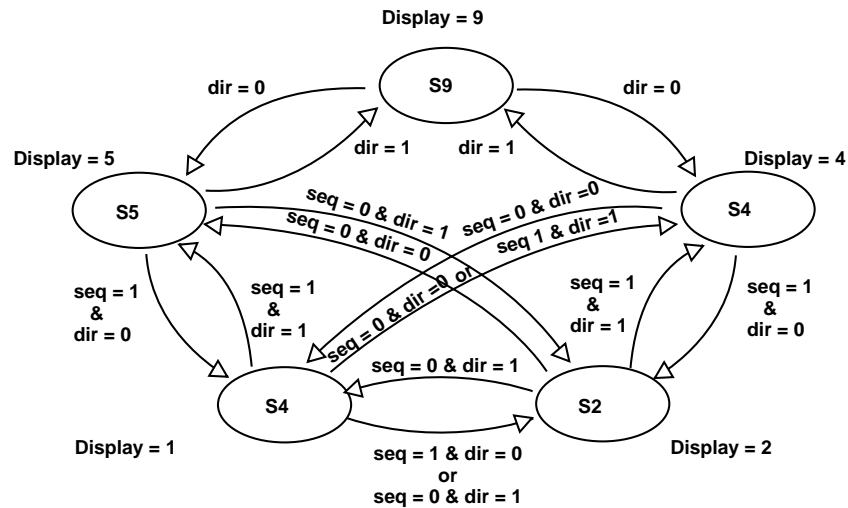 Display = 9
S9
dir = 0
dir = 0
dir = 1
dir = 1
Display = 5
Display = 4
S5
S4
seq = 0 & dir = 1
seq = 0 & dir = 0
seq = 0 & dir =0
seq = 0 & dir =0 or seq 1 & dir =1
seq = 1
&
dir = 0
seq = 1
&
dir = 1
seq = 1
&
dir = 1
seq = 1
&
dir = 0
seq = 0 & dir = 1
S4
S2
Display = 1
Display = 2
seq = 1 & dir = 0
or
seq = 0 & dir = 1